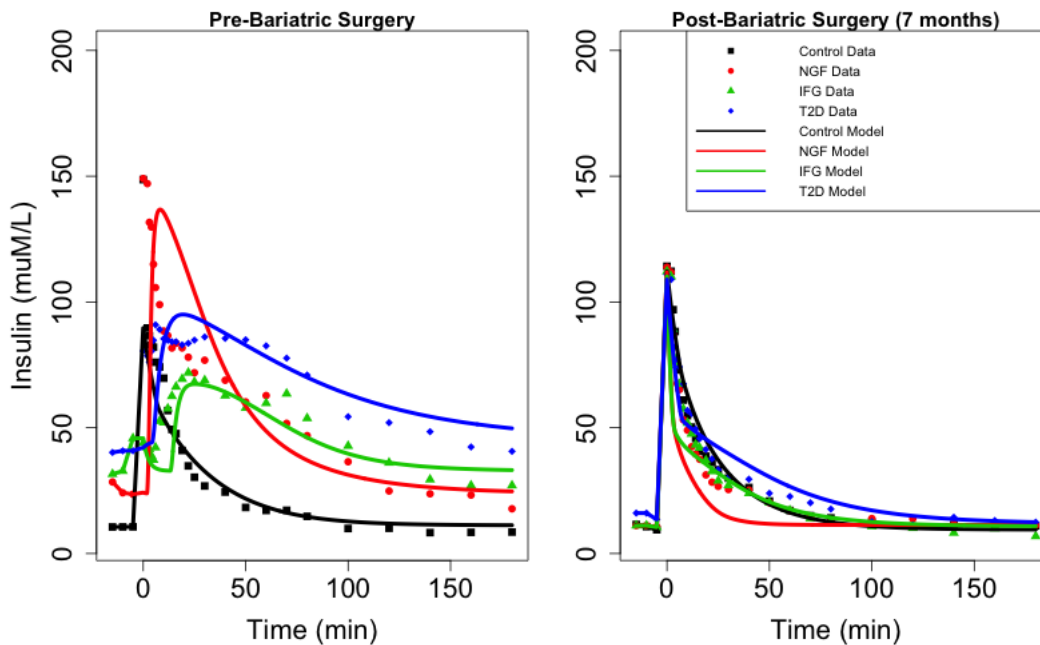 Pre-Bariatric Surgery
Insulin (muM/L)
200
150
100
50
0
0
50
100
150
Time (min)
Post-Bariatric Surgery (7 months)
Control Data
NGF Data
IFG Data
T2D Data
Control Model
NGF Model
IFG Model
T2D Model
200
150
100
50
0
0
50
100
150
Time (min)